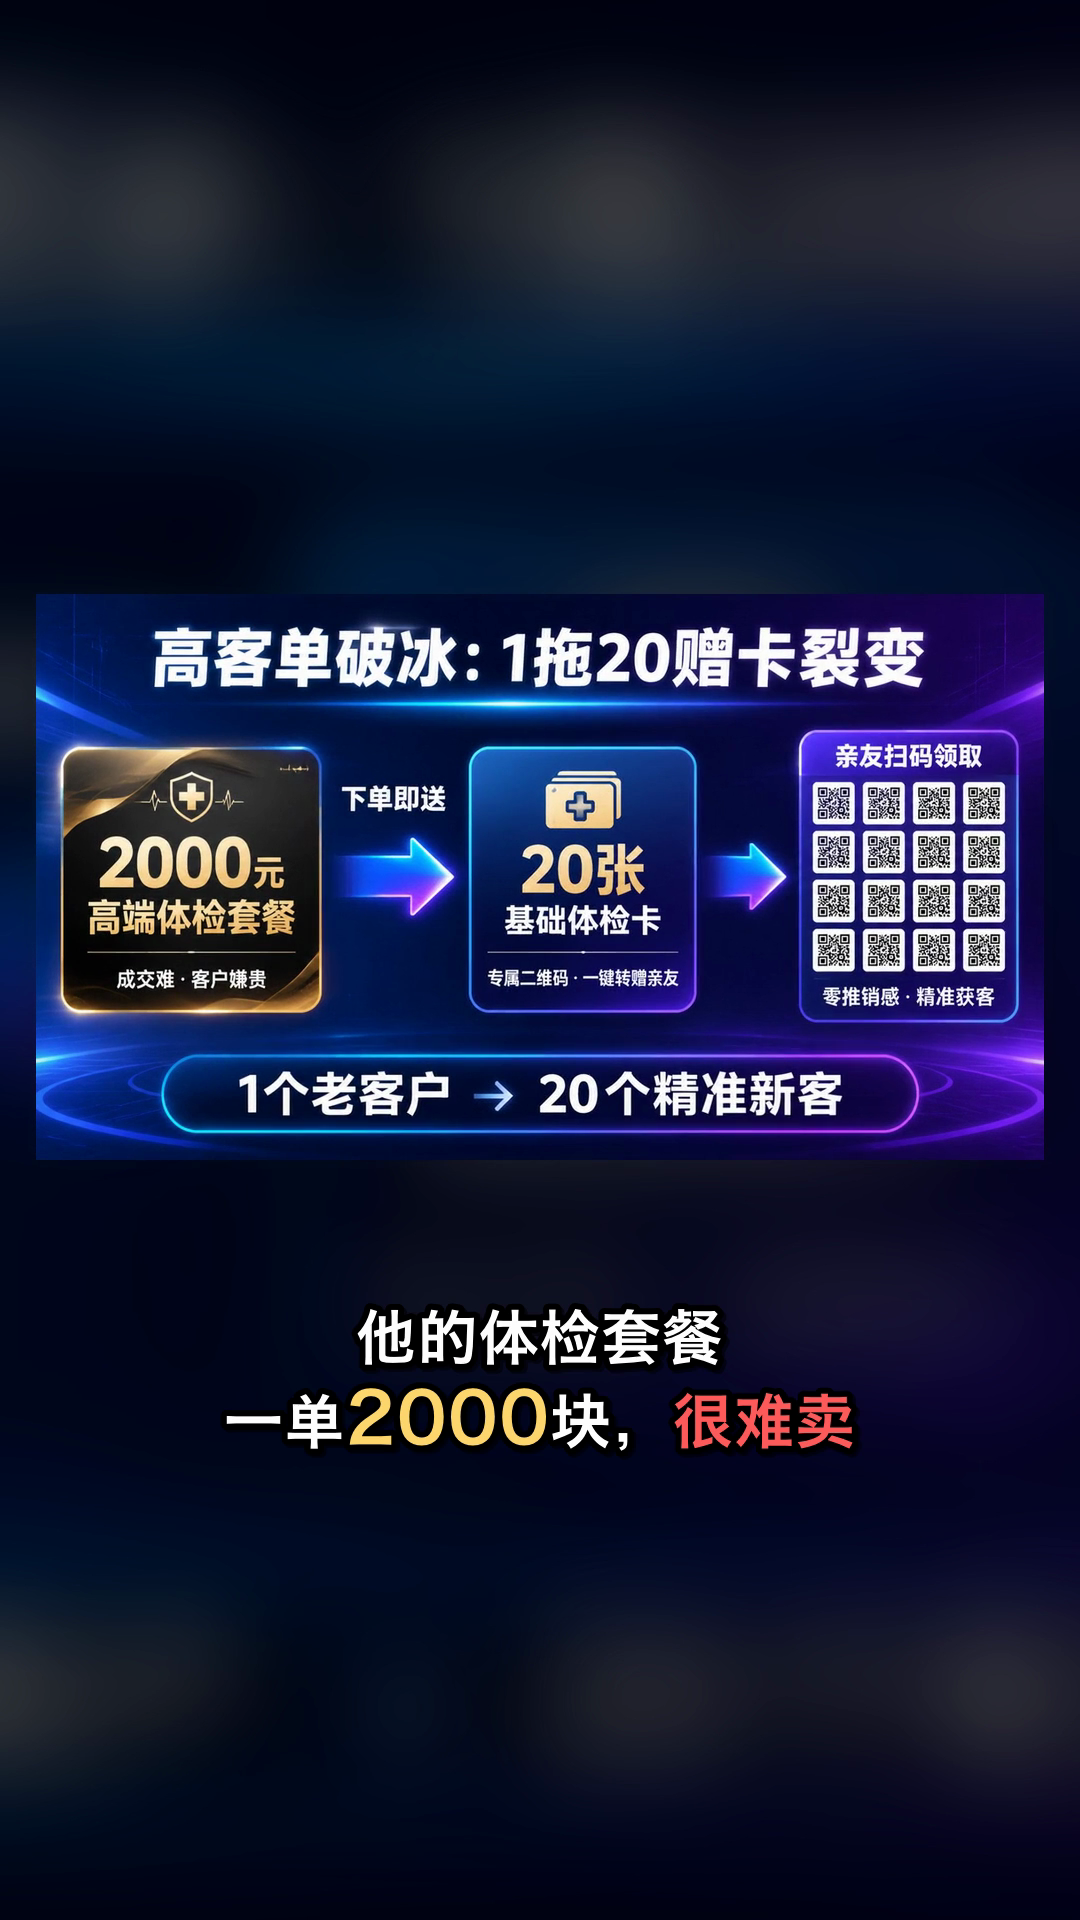 高客单破冰：1拖20赠卡裂变
2000元
高端体检套餐
成交难·客户嫌贵
下单即送
20张
基础体检卡
专属二维码·一键转赠亲友
亲友扫码领取
零推销感·精准获客
1个老客户→20个精准新客
他的体检套餐
一单2000块，很难卖